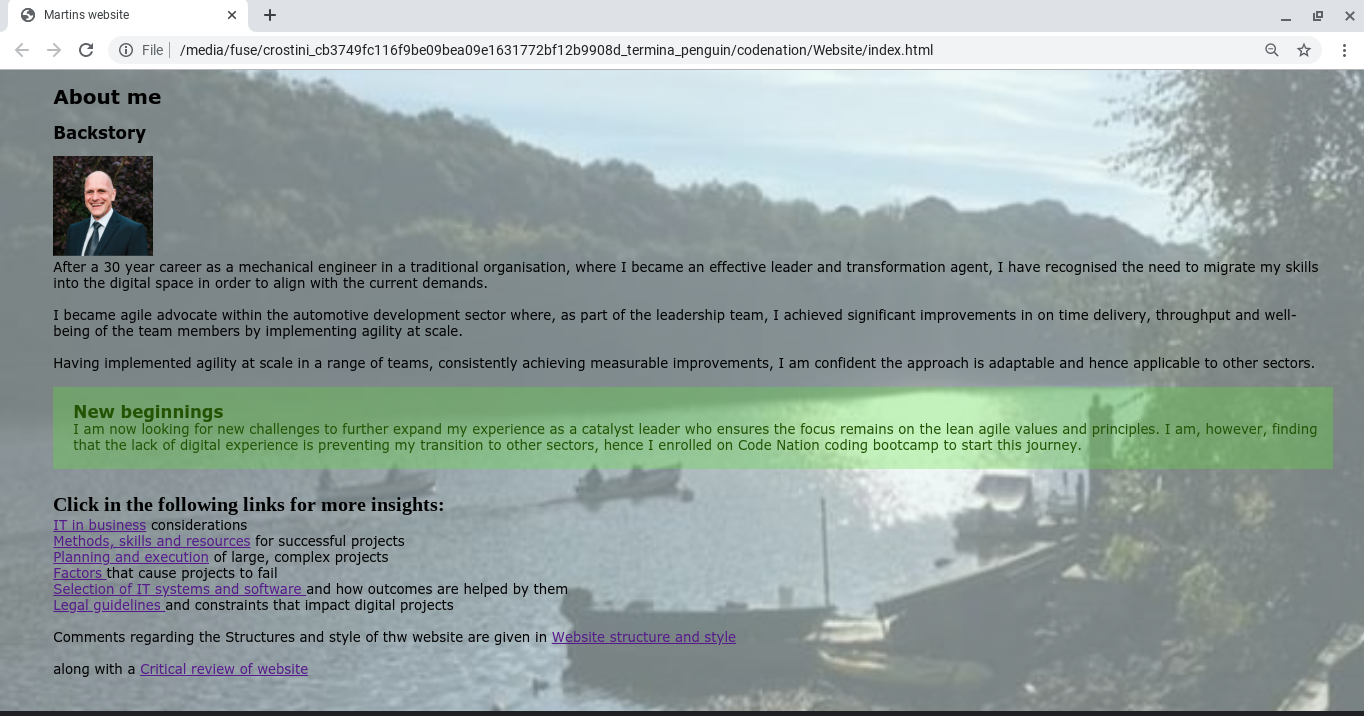 Martins website
File
/media/fuse/crostini_cb3749fc116f9be09bea09e1631772bf12b9908d_termina_penguin/codenation/Website/index.html
About me
Backstory
After a 30 year career as a mechanical engineer in a traditional organisation, where I became an effective leader and transformation agent, I have recognised the need to migrate my skills
into the digital space in order to align with the current demands.
I became agile advocate within the automotive development sector where, as part of the leadership team, I achieved significant improvements in on time delivery, throughput and well-
being of the team members by implementing agility at scale.
Having implemented agility at scale in a range of teams, consistently achieving measurable improvements, I am confident the approach is adaptable and hence applicable to other sectors.
New beginnings
I am now looking for new challenges to further expand my experience as a catalyst leader who ensures the focus remains on the lean agile values and principles. I am, however, finding
that the lack of digital experience is preventing my transition to other sectors, hence I enrolled on Code Nation coding bootcamp to start this journey.
Click in the following links for more insights:
IT in business considerations
Methods, skills and resources for successful projects
Planning and execution of large, complex projects
Factors that cause projects to fail
Selection of IT systems and software and how outcomes are helped by them
Legal guidelines and constraints that impact digital projects
Comments regarding the Structures and style of thw website are given in Website structure and style
along with a Critical review of website